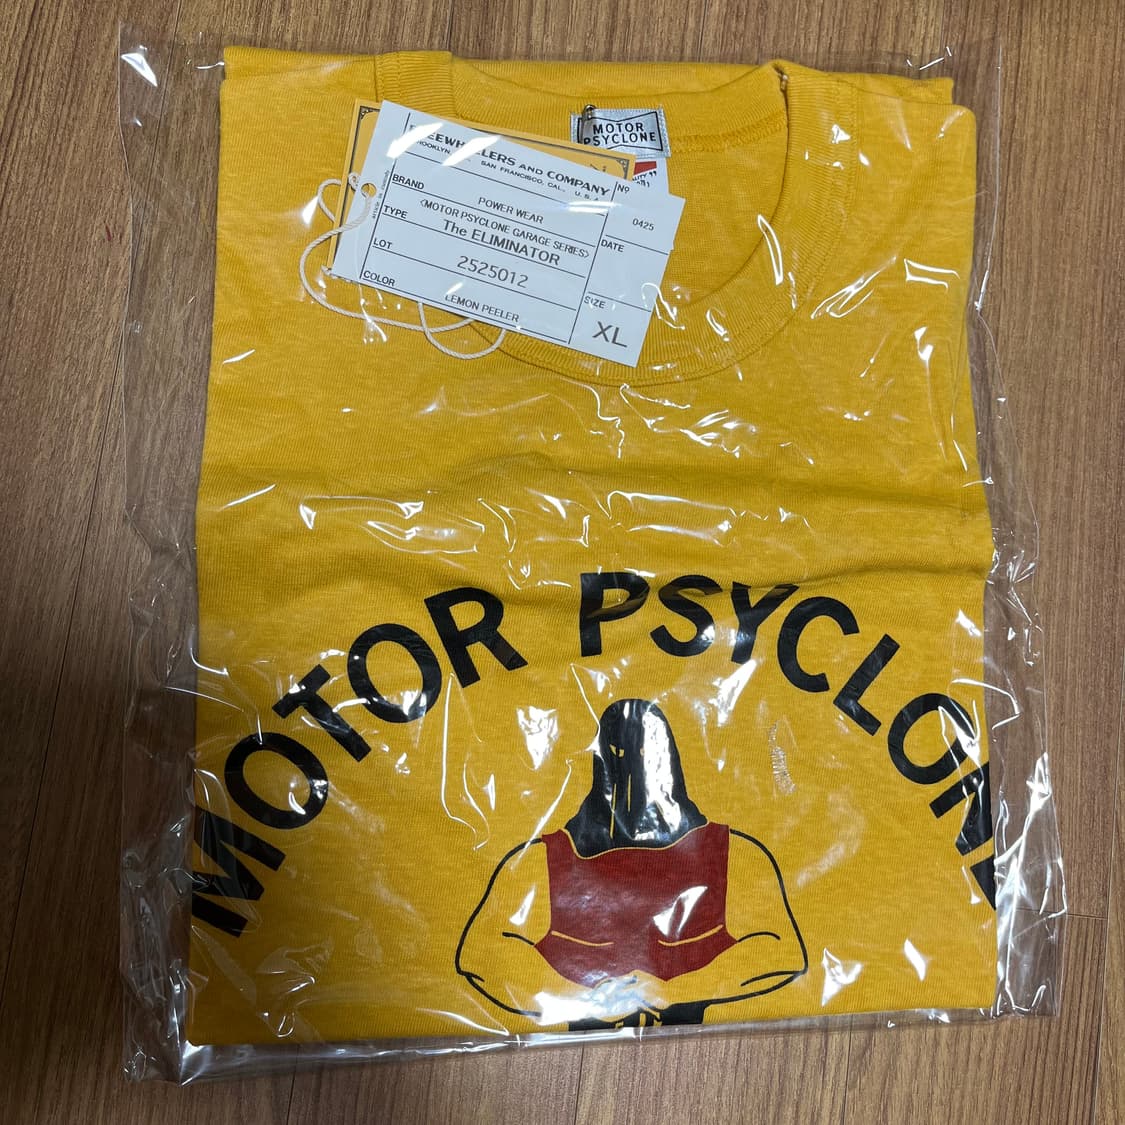 MOTOR
PSYCLONE
EEWHEELERS AND COMPANY
SAN FRANCISCO, CAL., U.S.A.
BRAND
POWER WEAR
Nº
0425
TYPE
<MOTOR PSYCLONE GARAGE SERIES>
The ELIMINATOR
DATE
LOT
2525012
COLOR
LEMON PEELER
SIZE
XL
MOTOR PSYCLONE